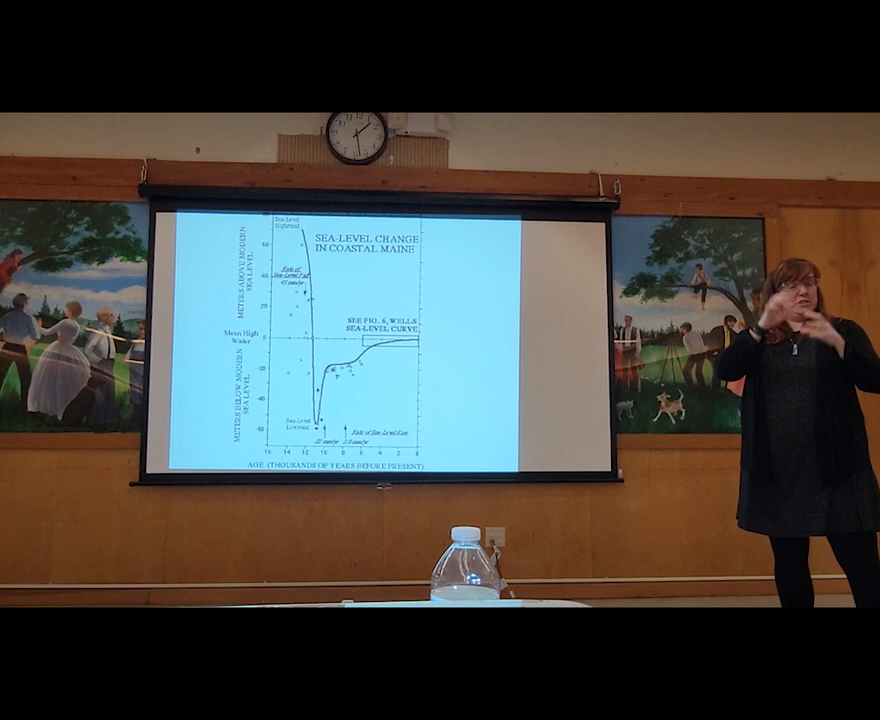 Sea Level
Highstand
SEA-LEVEL CHANGE
IN COASTAL MAINE
METERS ABOVE MODERN
SEA LEVEL
60
Rate of
Sea-Level Fall
40
20
SEE FIG. 6, WELLS
SEA-LEVEL CURVE
Mean High
Water
0
METERS BELOW MODERN
SEA LEVEL
-20
-40
Sea Level
Lowstand
-60
Rate of Sea-Level Rise
16 14 12 10 8 6 4 2 0
AGE (THOUSANDS OF YEARS BEFORE PRESENT)